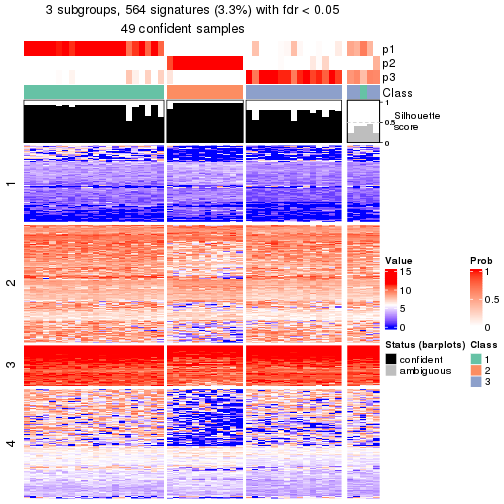 3 subgroups, 564 signatures (3.3%) with fdr < 0.05
49 confident samples
p1
p2
p3
Class
1
0.5
0
Silhouette
score
1
2
3
4
Value
15
10
5
0
Prob
1
0.5
0
Status (barplots)
confident
ambiguous
Class
1
2
3